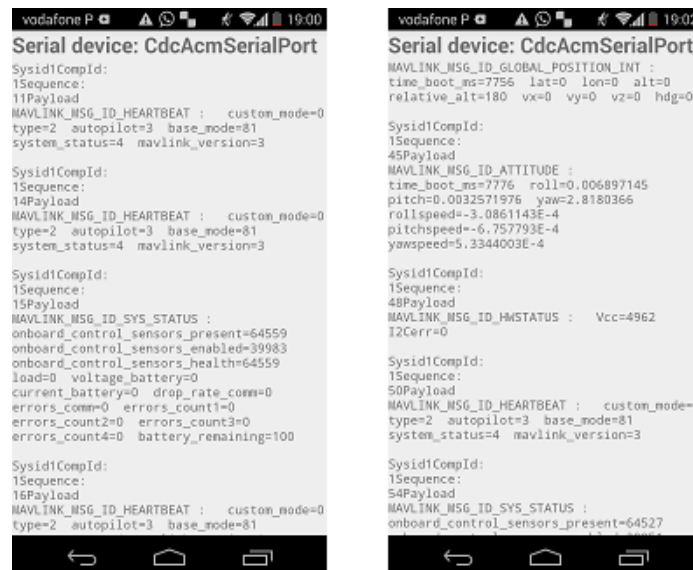 vodafone P 19:00
Serial device: CdcAcmSerialPort
Sysid1CompId:
1Sequence:
11Payload
MAVLINK_MSG_ID_HEARTBEAT :   custom_mode=0
type=2  autopilot=3  base_mode=81
system_status=4  mavlink_version=3
Sysid1CompId:
1Sequence:
14Payload
MAVLINK_MSG_ID_HEARTBEAT :   custom_mode=0
type=2  autopilot=3  base_mode=81
system_status=4  mavlink_version=3
Sysid1CompId:
1Sequence:
15Payload
MAVLINK_MSG_ID_SYS_STATUS :
onboard_control_sensors_present=64559
onboard_control_sensors_enabled=39983
onboard_control_sensors_health=64559
load=0  voltage_battery=0
current_battery=0  drop_rate_comm=0
errors_comm=0  errors_count1=0
errors_count2=0  errors_count3=0
errors_count4=0  battery_remaining=100
Sysid1CompId:
1Sequence:
16Payload
MAVLINK_MSG_ID_HEARTBEAT :   custom_mode=0
type=2  autopilot=3  base_mode=81
vodafone P 19:02
Serial device: CdcAcmSerialPort
MAVLINK_MSG_ID_GLOBAL_POSITION_INT :
time_boot_ms=7756  lat=0  lon=0  alt=0
relative_alt=180  vx=0  vy=0  vz=0  hdg=0
Sysid1CompId:
1Sequence:
45Payload
MAVLINK_MSG_ID_ATTITUDE :
time_boot_ms=7776  roll=0.006897145
pitch=0.0032571976  yaw=2.8180366
rollspeed=-3.0861143E-4
pitchspeed=-6.757793E-4
yawspeed=5.3344003E-4
Sysid1CompId:
1Sequence:
48Payload
MAVLINK_MSG_ID_HWSTATUS :   Vcc=4962
I2Cerr=0
Sysid1CompId:
1Sequence:
50Payload
MAVLINK_MSG_ID_HEARTBEAT :   custom_mode=
type=2  autopilot=3  base_mode=81
system_status=4  mavlink_version=3
Sysid1CompId:
1Sequence:
54Payload
MAVLINK_MSG_ID_SYS_STATUS :
onboard_control_sensors_present=64527